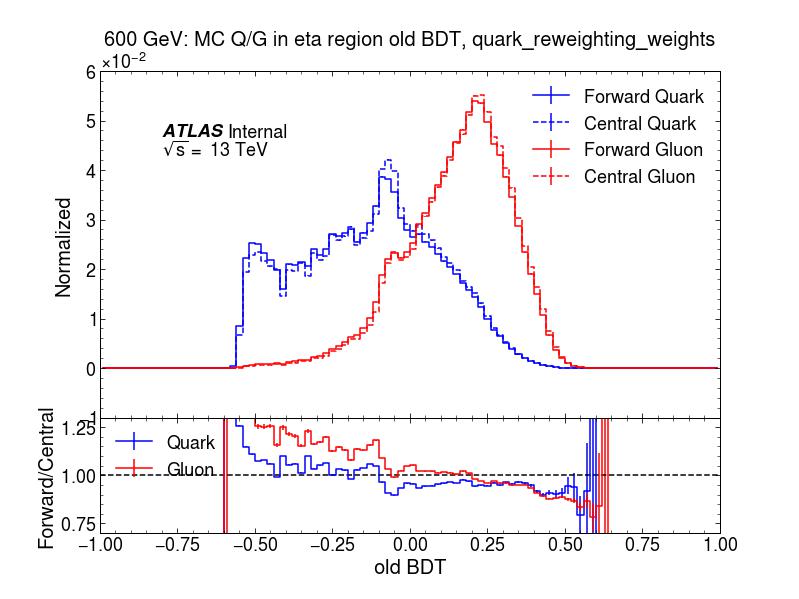 600 GeV: MC Q/G in eta region old BDT, quark_reweighting_weights
×10⁻²
6
5
4
3
2
1
0
−1
Normalized
ATLAS Internal
√s = 13 TeV
Forward Quark
Central Quark
Forward Gluon
Central Gluon
1.25
1.00
0.75
Forward/Central
Quark
Gluon
−1.00 −0.75 −0.50 −0.25 0.00 0.25 0.50 0.75 1.00
old BDT